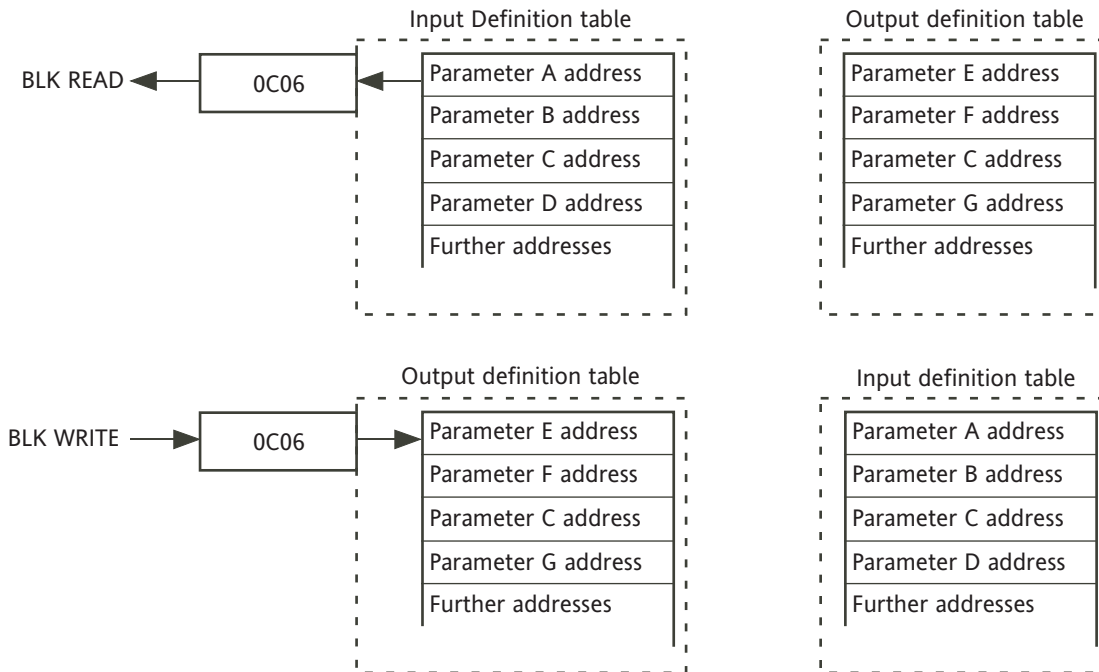 Input Definition table
BLK READ
0C06
Parameter A address
Parameter B address
Parameter C address
Parameter D address
Further addresses
Output definition table
Parameter E address
Parameter F address
Parameter C address
Parameter G address
Further addresses
Output definition table
BLK WRITE
0C06
Parameter E address
Parameter F address
Parameter C address
Parameter G address
Further addresses
Input definition table
Parameter A address
Parameter B address
Parameter C address
Parameter D address
Further addresses